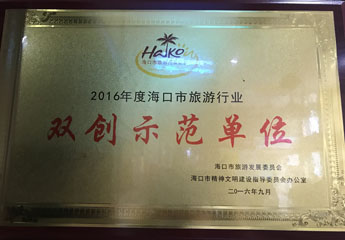 Haikou
2016年度海口市旅游行业
双创示范单位
海口市旅游发展委员会
海口市精神文明建设指导委员会办公室
二〇一六年九月